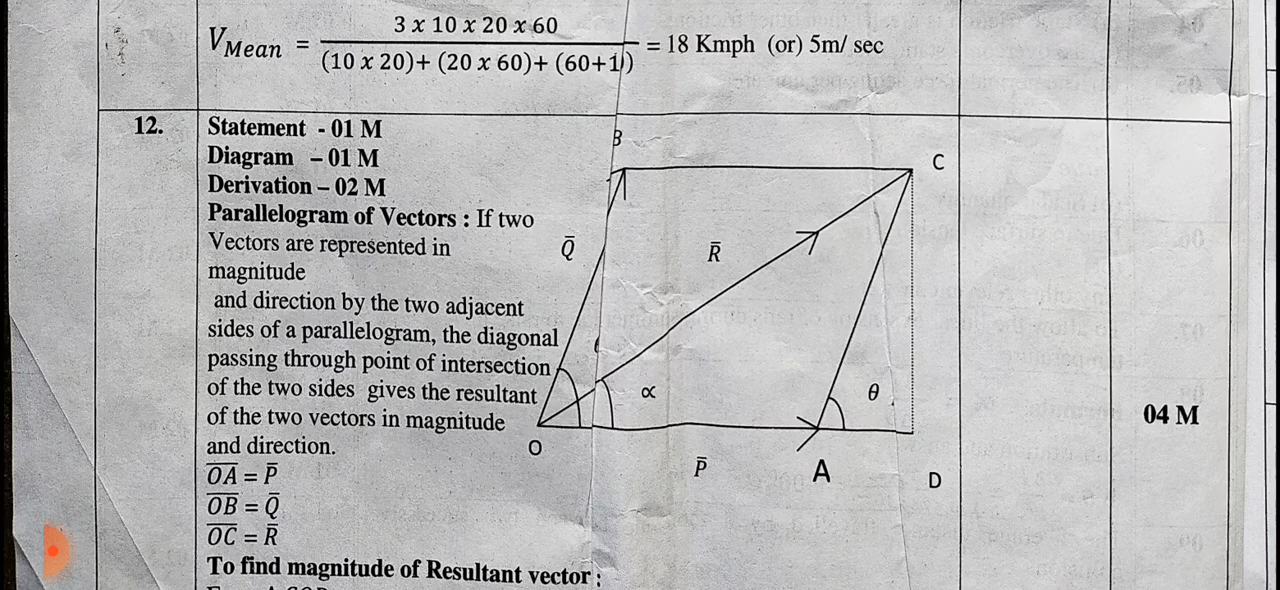 V_Mean = 3 x 10 x 20 x 60 / (10 x 20)+ (20 x 60)+ (60+1)) = 18 Kmph (or) 5m/ sec
12.
Statement - 01 M
Diagram – 01 M
Derivation – 02 M
Parallelogram of Vectors : If two
Vectors are represented in
magnitude
and direction by the two adjacent
sides of a parallelogram, the diagonal
passing through point of intersection
of the two sides gives the resultant
of the two vectors in magnitude
and direction.
O̅A̅ = P̅
O̅B̅ = Q̅
O̅C̅ = R̅
To find magnitude of Resultant vector :
B
C
Q̅
R̅
∝
θ
O
P̅
A
D
04 M